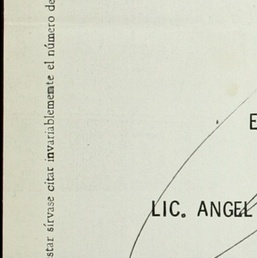 star sírvase citar invariablemente el número de
E
LIC. ANGEL